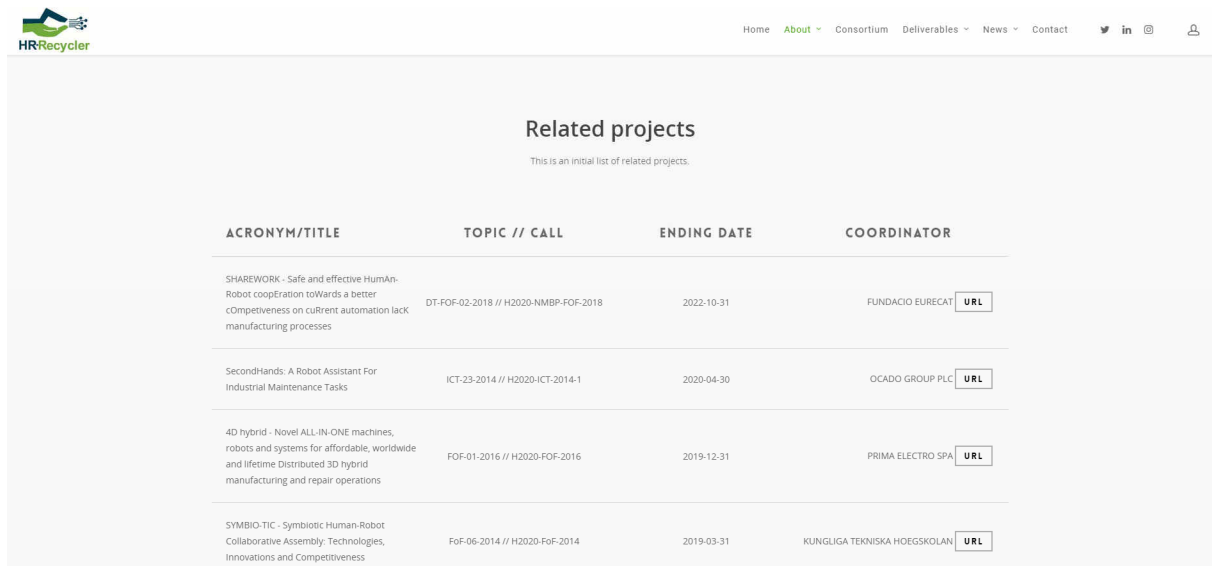 HR-Recycler
Home About Consortium Deliverables News Contact
Related projects
This is an initial list of related projects.
ACRONYM/TITLE TOPIC // CALL ENDING DATE COORDINATOR
SHAREWORK - Safe and effective HumAn-
Robot coopEration toWards a better
cOmpetiveness on cuRrent automation lacK
manufacturing processes
DT-FOF-02-2018 // H2020-NMBP-FOF-2018 2022-10-31 FUNDACIO EURECAT URL
SecondHands: A Robot Assistant For
Industrial Maintenance Tasks
ICT-23-2014 // H2020-ICT-2014-1 2020-04-30 OCADO GROUP PLC URL
4D hybrid - Novel ALL-IN-ONE machines,
robots and systems for affordable, worldwide
and lifetime Distributed 3D hybrid
manufacturing and repair operations
FOF-01-2016 // H2020-FOF-2016 2019-12-31 PRIMA ELECTRO SPA URL
SYMBIO-TIC - Symbiotic Human-Robot
Collaborative Assembly: Technologies,
Innovations and Competitiveness
FoF-06-2014 // H2020-FoF-2014 2019-03-31 KUNGLIGA TEKNISKA HOEGSKOLAN URL